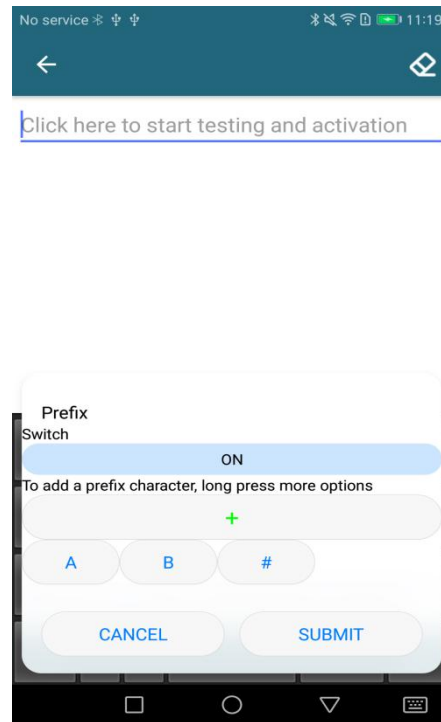 No service 11:19
Click here to start testing and activation
Prefix
Switch
ON
To add a prefix character, long press more options
+
A B #
CANCEL SUBMIT